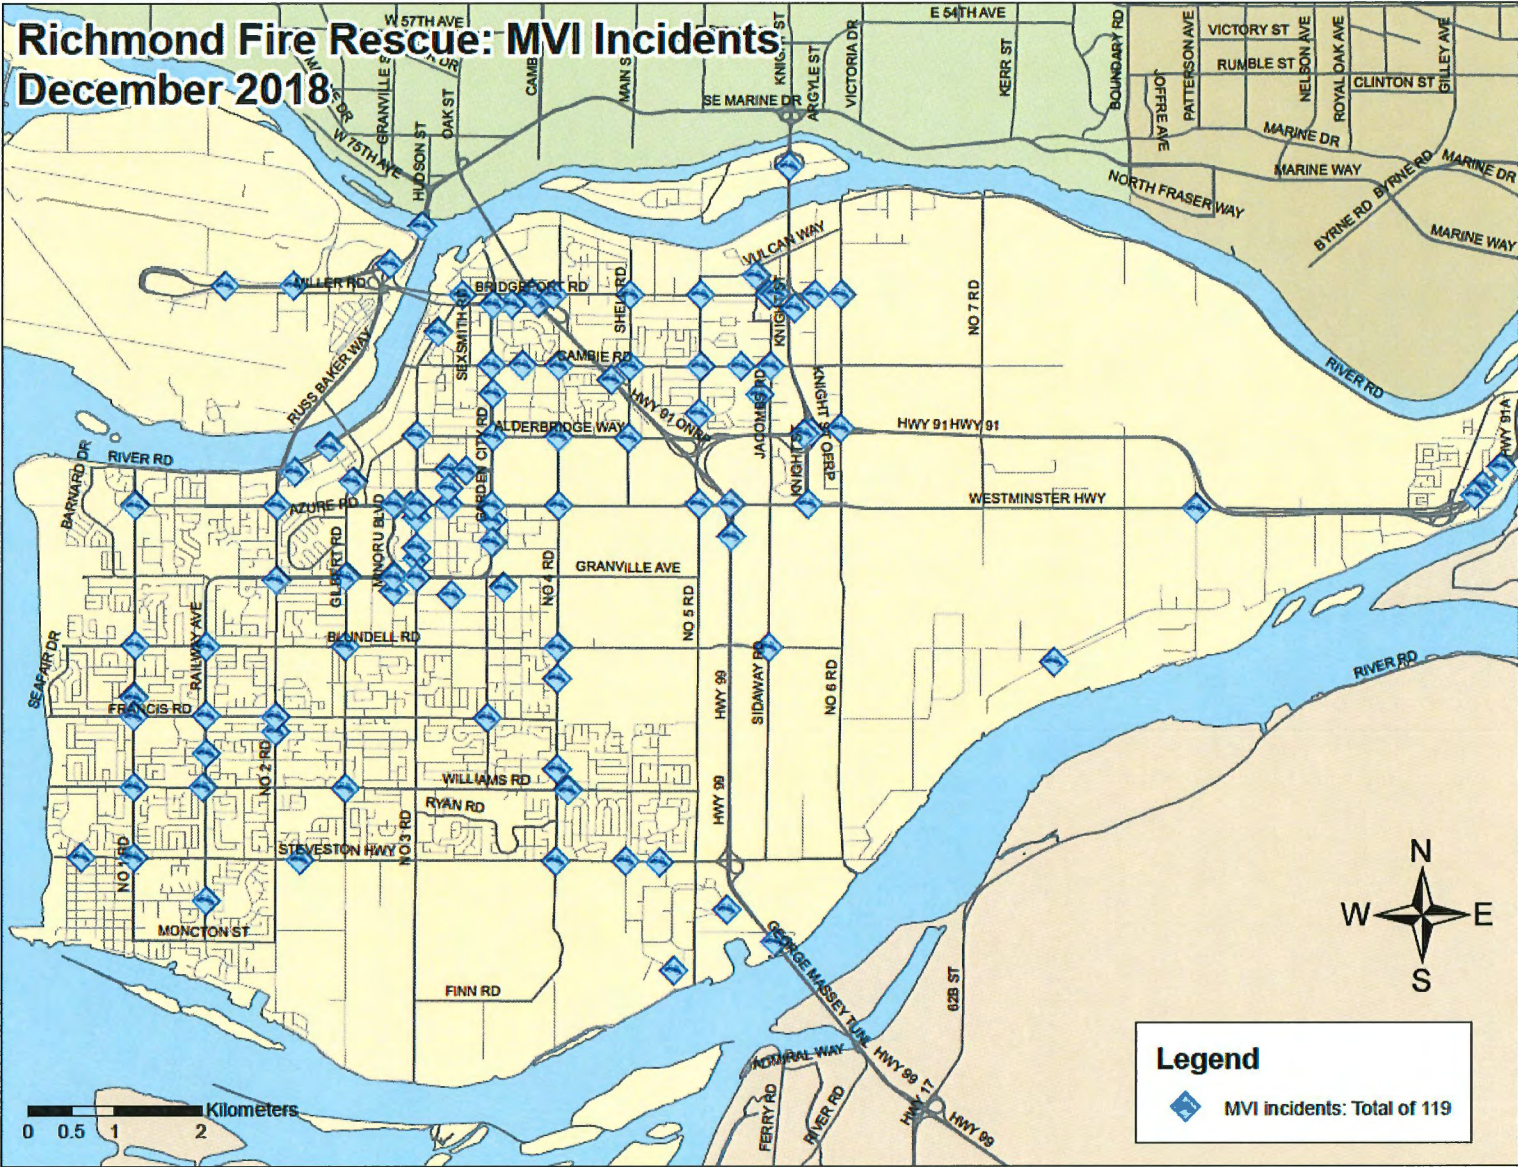 Richmond Fire Rescue: MVI Incidents
December 2018
W 57TH AVE
E 54TH AVE
KNIGHT ST
ARGYLE ST
VICTORIA DR
KERR ST
BOUNDARY RD
JOFFRE AVE
PATTERSON AVE
VICTORY ST
NELSON AVE
ROYAL OAK AVE
GILLEY AVE
RUMBLE ST
CLINTON ST
OAK ST
HUDSON ST
W 75TH AVE
SE MARINE DR
MARINE DR
MARINE WAY
MARINE DR
BYRNE RD
BYRNE RD
NORTH FRASER WAY
MARINE WAY
VULCAN WAY
MILLER RD
BRIDGEPORT RD
SEXSMITH RD
KNIGHT ST
NO 7 RD
RUSS BAKER WAY
CAMBIE RD
HWY 91 ONRP
KNIGHT ST OFRP
RIVER RD
HWY 91A
BARNARD DR
RIVER RD
GARDEN CITY RD
ALDERBRIDGE WAY
JACOMBS RD
HWY 91
HWY 91
AZURE RD
WESTMINSTER HWY
GILBERT RD
MINORU BLVD
NO 4 RD
GRANVILLE AVE
NO 5 RD
SEAFAIR DR
RAILWAY AVE
BLUNDELL RD
HWY 99
SIDAWAY RD
NO 6 RD
RIVER RD
FRANCIS RD
NO 2 RD
WILLIAMS RD
RYAN RD
HWY 99
NO 1 RD
STEVESTON HWY
NO 3 RD
MONCTON ST
FINN RD
GEORGE MASSEY TUNL
62B ST
ADMIRAL WAY
HWY 99
FERRY RD
RIVER RD
HWY 17
HWY 99
N
W
E
S
Legend
MVI incidents: Total of 119
Kilometers
0 0.5 1 2